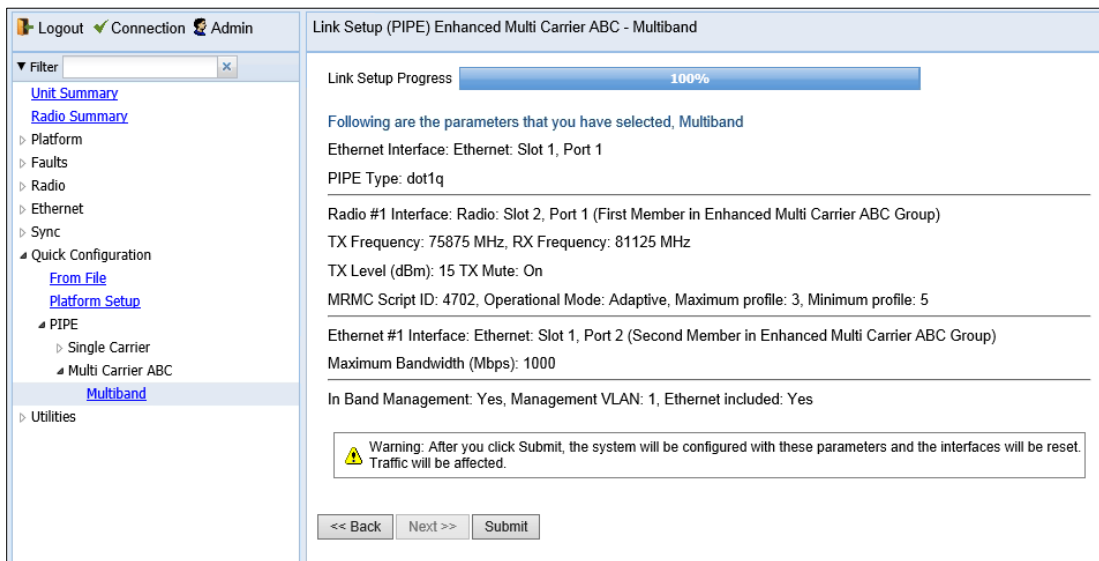 Logout Connection Admin
Filter
Unit Summary
Radio Summary
Platform
Faults
Radio
Ethernet
Sync
Quick Configuration
From File
Platform Setup
PIPE
Single Carrier
Multi Carrier ABC
Multiband
Utilities
Link Setup (PIPE) Enhanced Multi Carrier ABC - Multiband
Link Setup Progress 100%
Following are the parameters that you have selected, Multiband
Ethernet Interface: Ethernet: Slot 1, Port 1
PIPE Type: dot1q
Radio #1 Interface: Radio: Slot 2, Port 1 (First Member in Enhanced Multi Carrier ABC Group)
TX Frequency: 75875 MHz, RX Frequency: 81125 MHz
TX Level (dBm): 15 TX Mute: On
MRMC Script ID: 4702, Operational Mode: Adaptive, Maximum profile: 3, Minimum profile: 5
Ethernet #1 Interface: Ethernet: Slot 1, Port 2 (Second Member in Enhanced Multi Carrier ABC Group)
Maximum Bandwidth (Mbps): 1000
In Band Management: Yes, Management VLAN: 1, Ethernet included: Yes
Warning: After you click Submit, the system will be configured with these parameters and the interfaces will be reset.
Traffic will be affected.
<< Back Next >> Submit